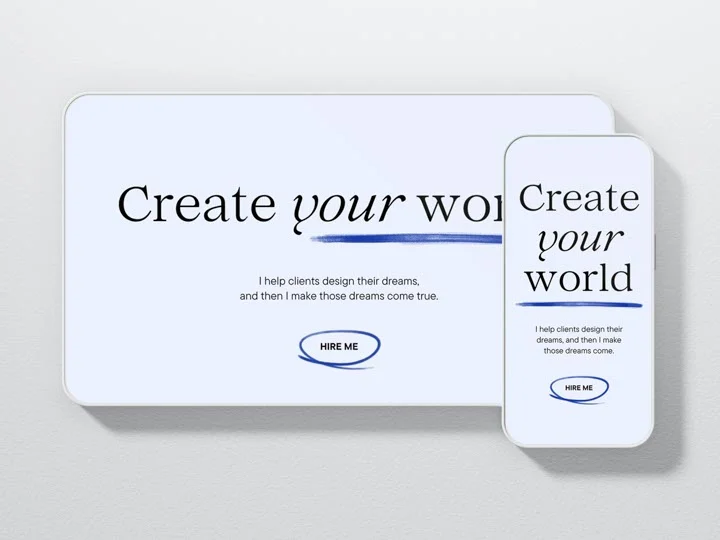 Create your wor
I help clients design their dreams,
and then I make those dreams come true.
HIRE ME
Create
your
world
I help clients design their
dreams, and then I make
those dreams come.
HIRE ME